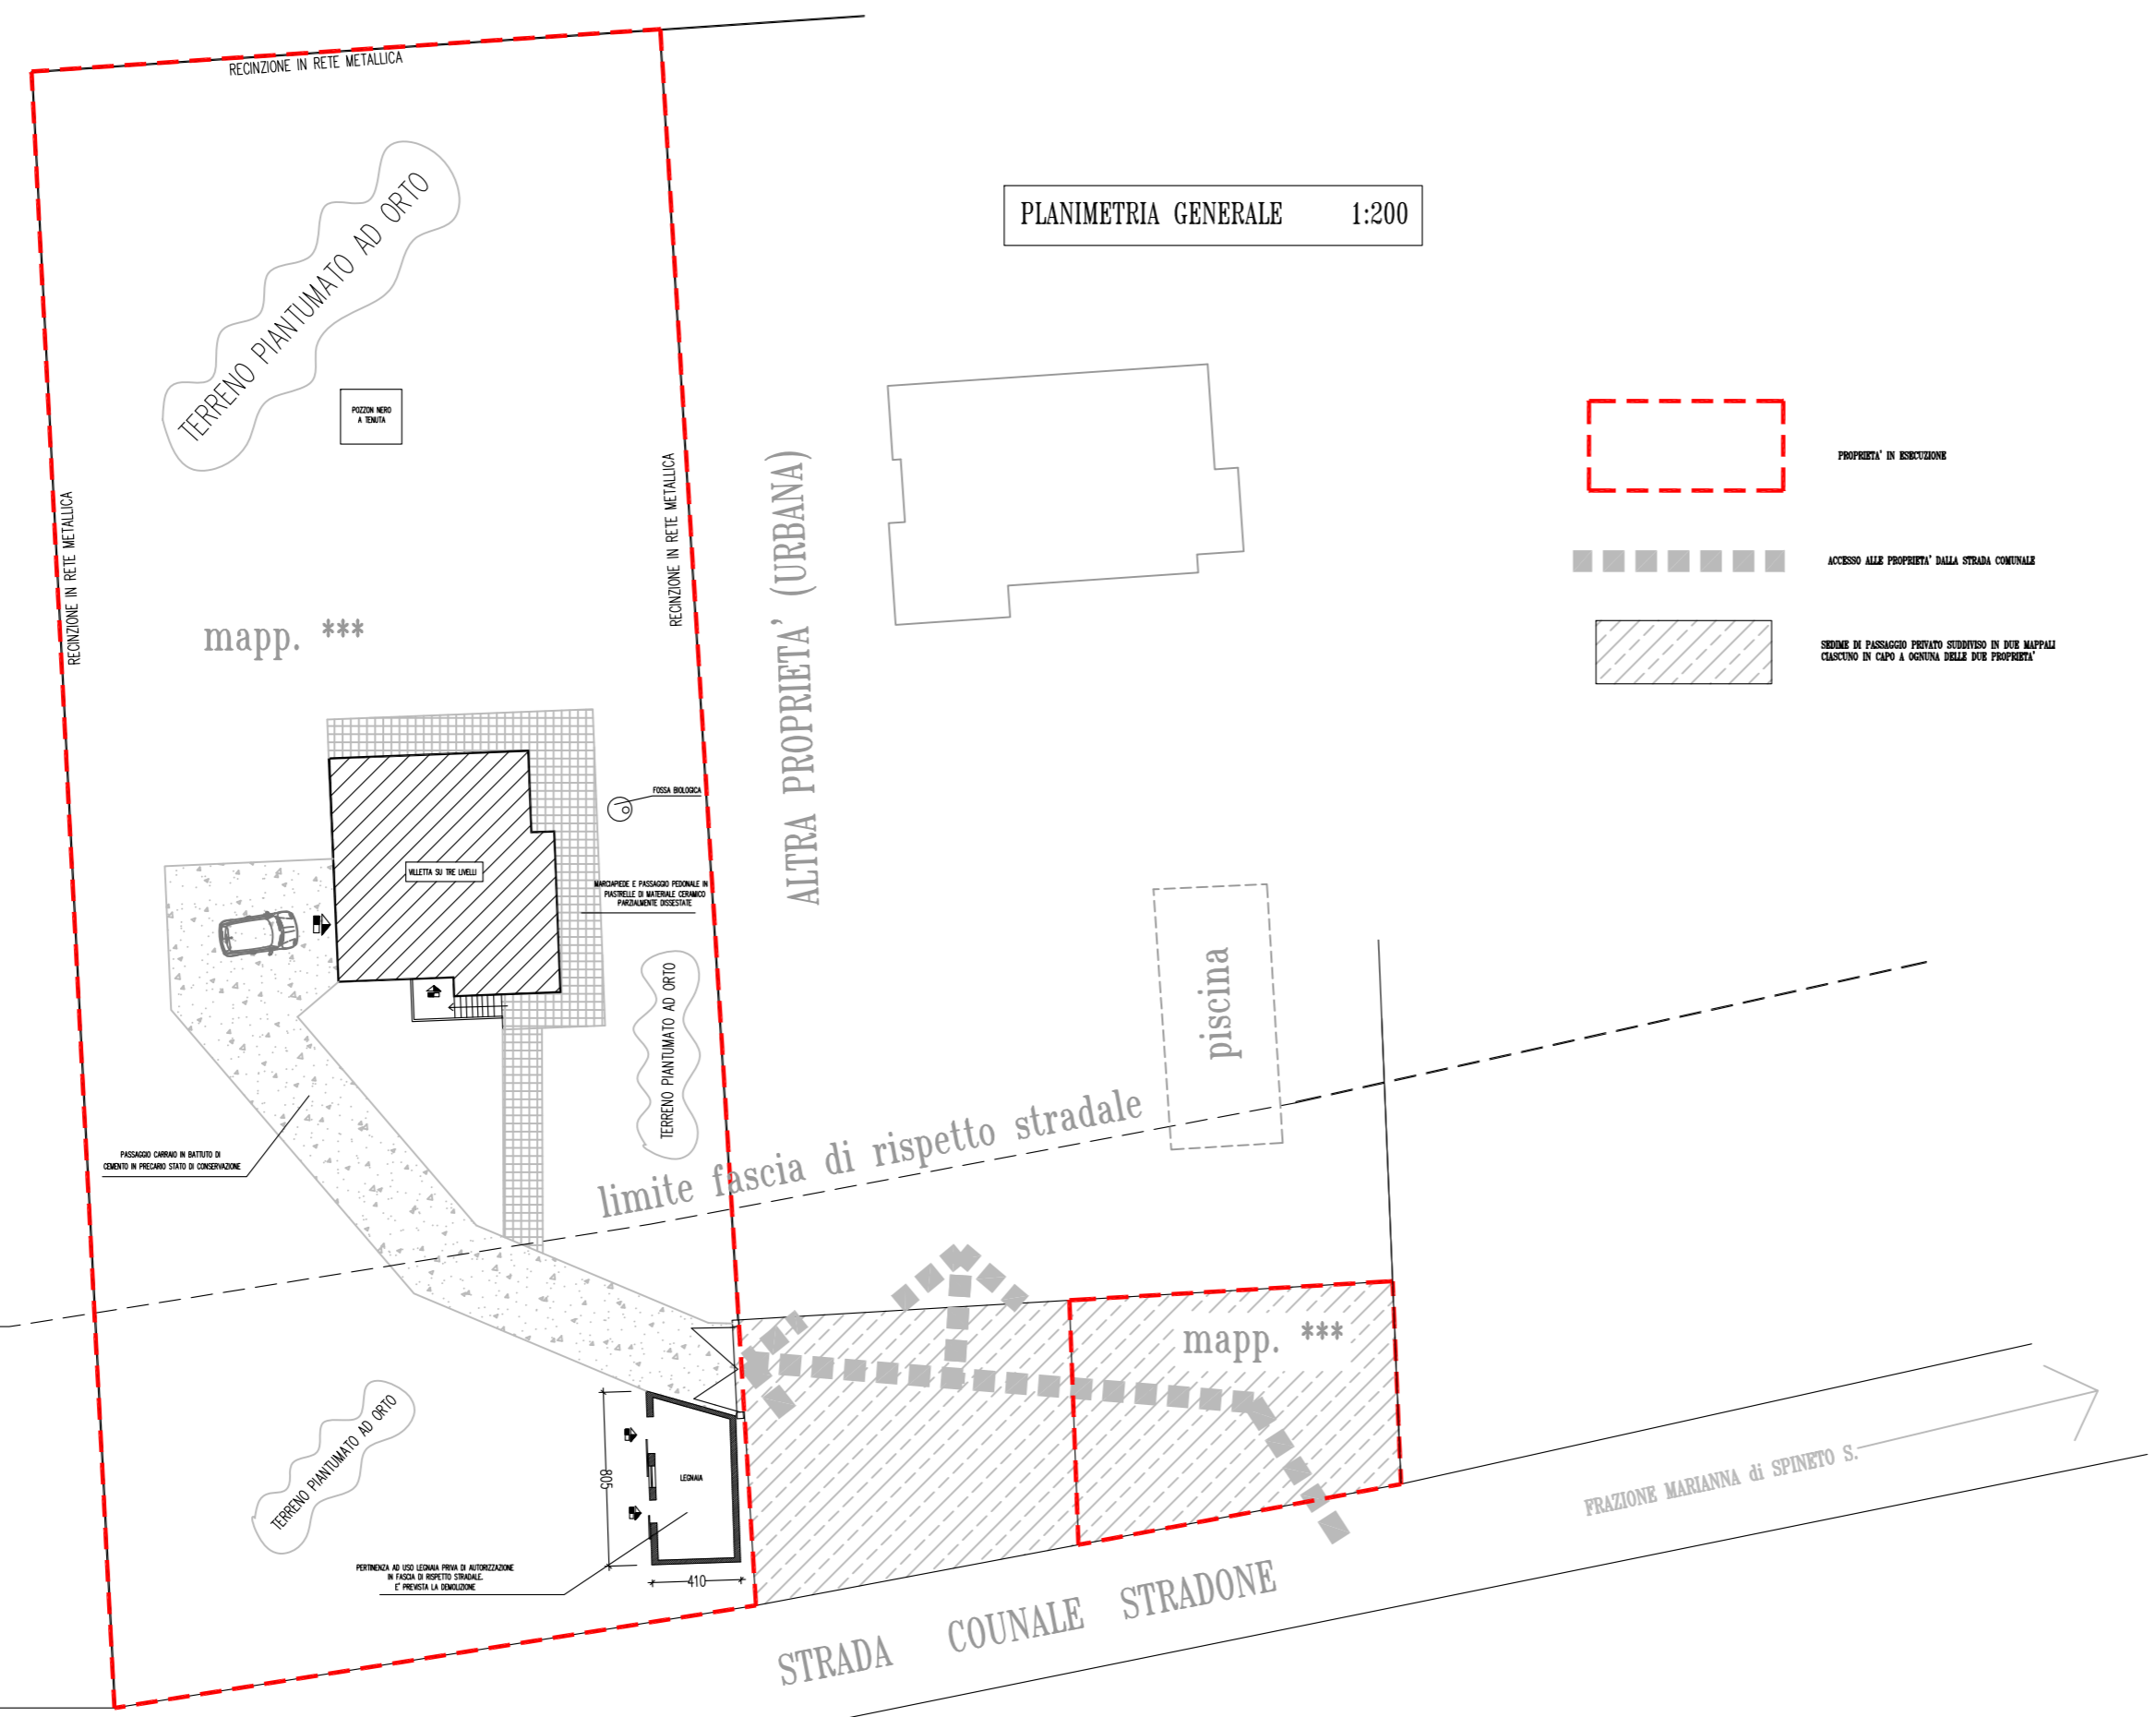 RECINZIONE IN RETE METALLICA
TERRENO PIANTUMATO AD ORTO
PLANIMETRIA GENERALE 1:200
POZZON NERO
A TENUTA
RECINZIONE IN RETE METALLICA
RECINZIONE IN RETE METALLICA
ALTRA PROPRIETA' (URBANA)
PROPRIETA' IN ESECUZIONE
ACCESSO ALLE PROPRIETA' DALLA STRADA COMUNALE
SEDIME DI PASSAGGIO PRIVATO SUDDIVISO IN DUE MAPPALI
CIASCUNO IN CAPO A OGNUNA DELLE DUE PROPRIETA'
mapp. ***
FOSSA BIOLOGICA
VILLETTA SU TRE LIVELLI
MARCIAPIEDE E PASSAGGIO PEDONALE IN
PIASTRELLE DI MATERIALE CERAMICO
PARZIALMENTE DISSESTATE
TERRENO PIANTUMATO AD ORTO
piscina
PASSAGGIO CARRAIO IN BATTUTO DI
CEMENTO IN PRECARIO STATO DI CONSERVAZIONE
limite fascia di rispetto stradale
mapp. ***
TERRENO PIANTUMATO AD ORTO
805
LEGNAIA
410
PERTINENZA AD USO LEGNAIA PRIVA DI AUTORIZZAZIONE
IN FASCIA DI RISPETTO STRADALE.
E' PREVISTA LA DEMOLIZIONE
FRAZIONE MARIANNA di SPINETO S.
STRADA COUNALE STRADONE